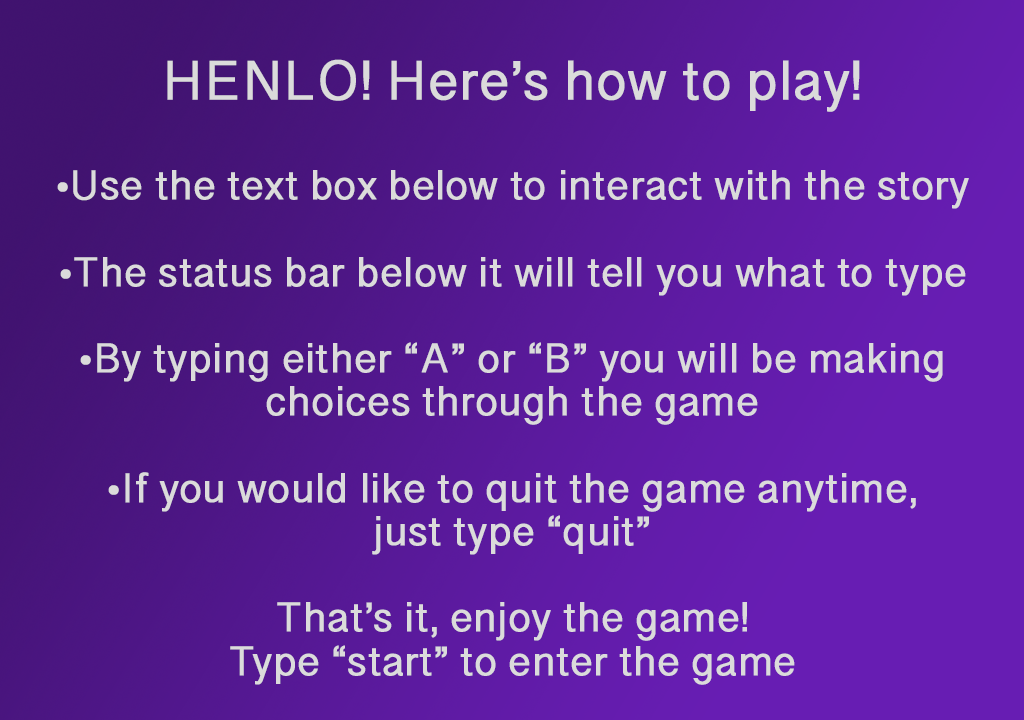 HENLO! Here’s how to play!
•Use the text box below to interact with the story
•The status bar below it will tell you what to type
•By typing either “A” or “B” you will be making
choices through the game
•If you would like to quit the game anytime,
just type “quit”
That’s it, enjoy the game!
Type “start” to enter the game